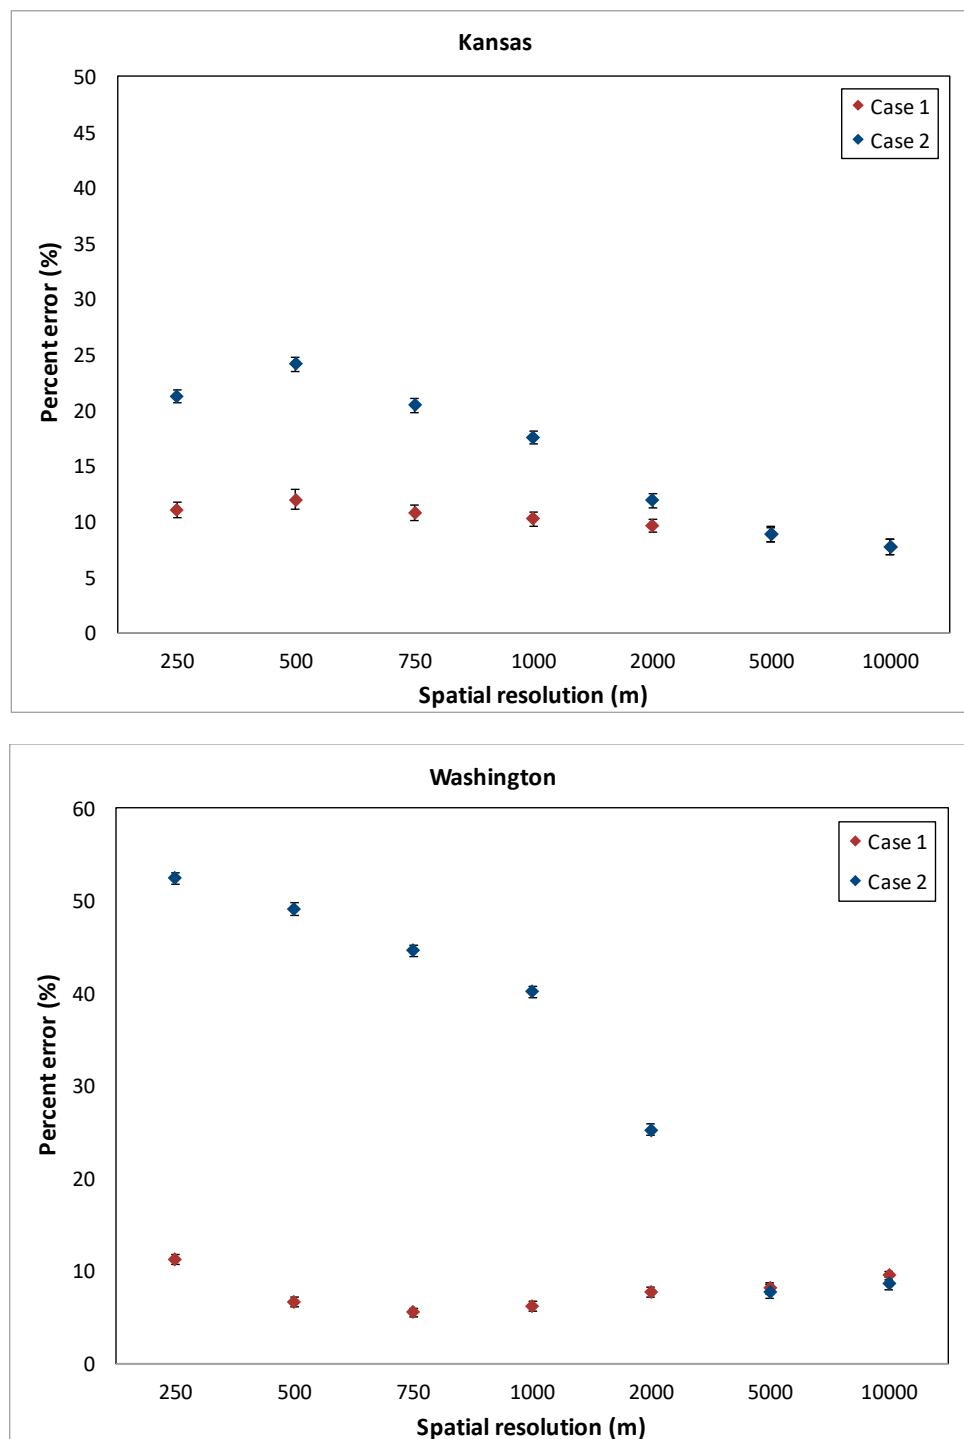 Kansas
50
45
40
35
30
25
20
15
10
5
0
Percent error (%)
Case 1
Case 2
250 500 750 1000 2000 5000 10000
Spatial resolution (m)
Washington
60
50
40
30
20
10
0
Percent error (%)
Case 1
Case 2
250 500 750 1000 2000 5000 10000
Spatial resolution (m)